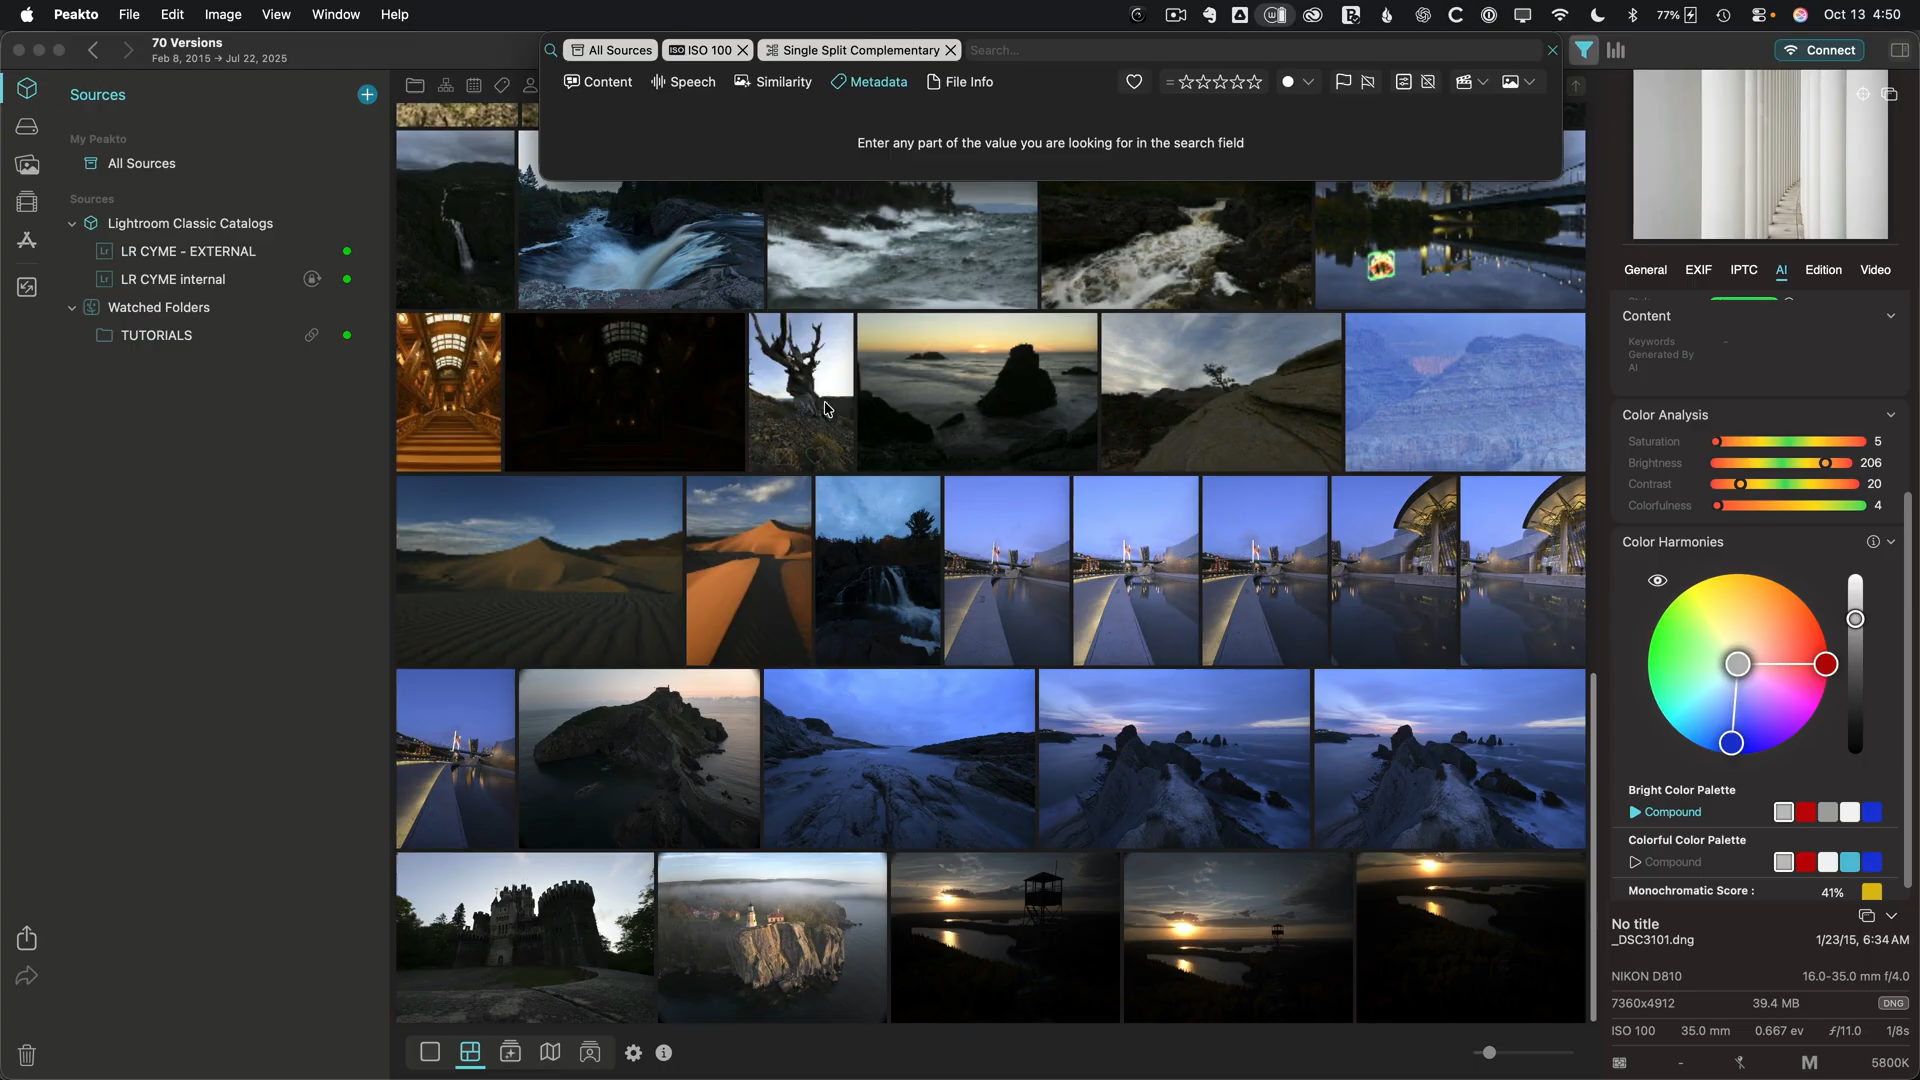 Peakto File Edit Image View Window Help 77% Oct 13 4:50
70 Versions
Feb 8, 2015 → Jul 22, 2025
All Sources ISO ISO 100 Single Split Complementary Search...
Connect
Content Speech Similarity Metadata File Info
Enter any part of the value you are looking for in the search field
Sources
My Peakto
All Sources
Sources
Lightroom Classic Catalogs
Lr LR CYME - EXTERNAL
Lr LR CYME internal
Watched Folders
TUTORIALS
General EXIF IPTC AI Edition Video
Content
Keywords -
Generated By
AI
Color Analysis
Saturation 5
Brightness 206
Contrast 20
Colorfulness 4
Color Harmonies
Bright Color Palette
Compound
Colorful Color Palette
Compound
Monochromatic Score : 41%
No title
_DSC3101.dng 1/23/15, 6:34 AM
NIKON D810 16.0-35.0 mm f/4.0
7360x4912 39.4 MB DNG
ISO 100 35.0 mm 0.667 ev ƒ/11.0 1/8s
- M 5800K